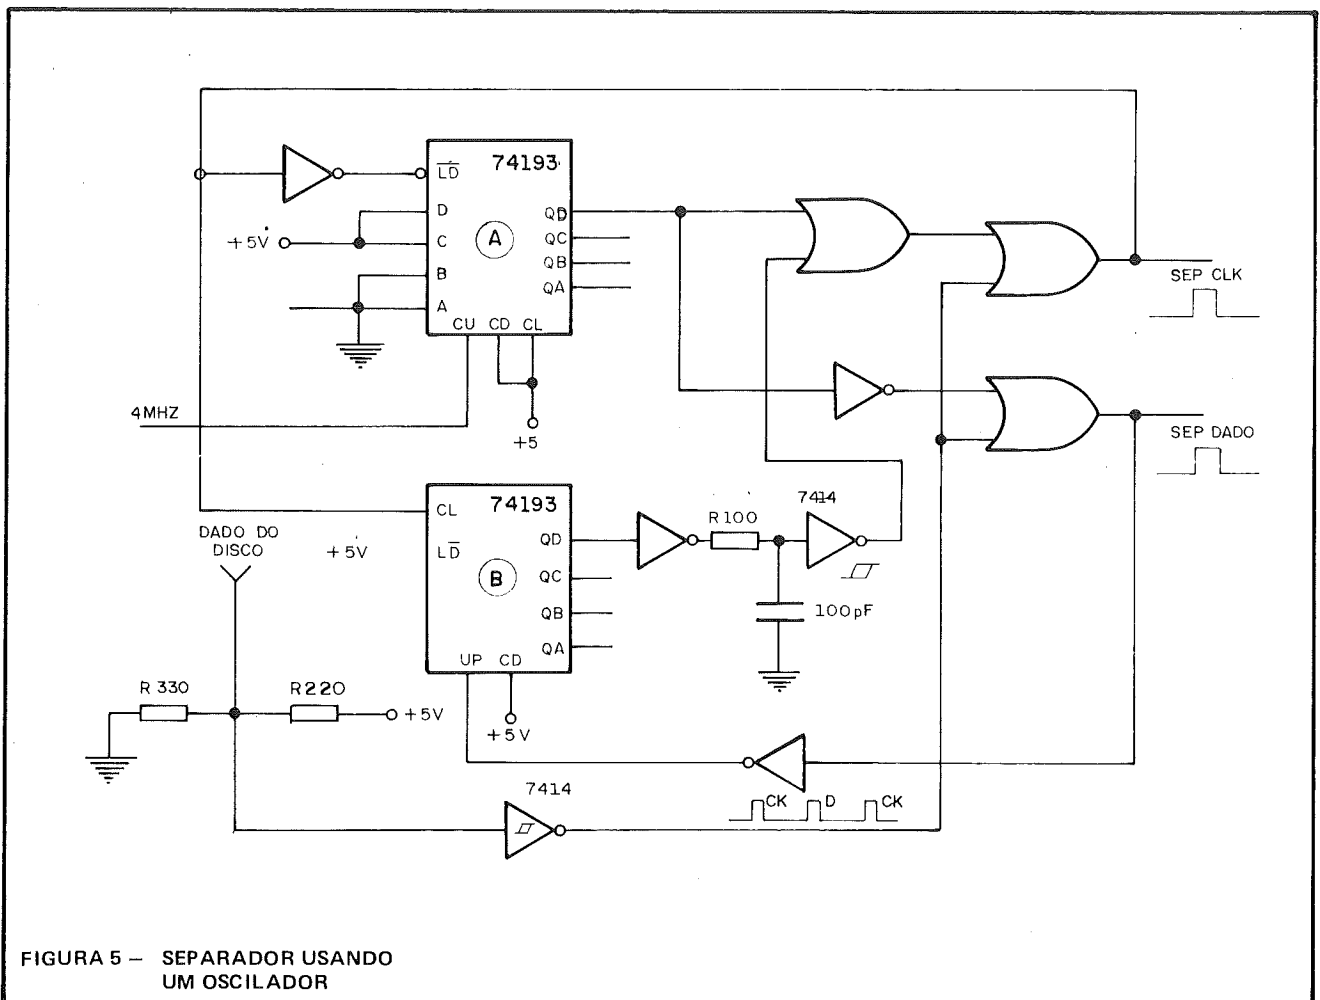 74193
LD
D
C
B
A
+5V
A
QD
QC
QB
QA
CU CD CL
4MHZ
+5
SEP CLK
SEP DADO
74193
CL
LD
+5V
B
QD
QC
QB
QA
UP CD
+5V
R100
7414
100pF
DADO DO
DISCO
R 330
R220
+5V
7414
CK D CK
FIGURA 5 – SEPARADOR USANDO
UM OSCILADOR